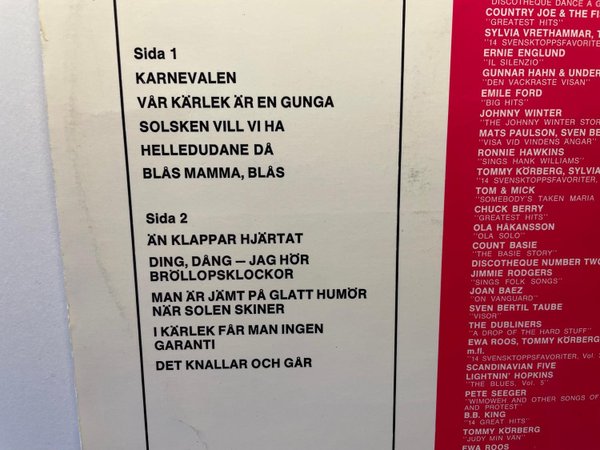 Sida 1
KARNEVALEN
VÅR KÄRLEK ÄR EN GUNGA
SOLSKEN VILL VI HA
HELLEDUDANE DÅ
BLÅS MAMMA, BLÅS
Sida 2
ÄN KLAPPAR HJÄRTAT
DING, DÅNG — JAG HÖR
BRÖLLOPSKLOCKOR
MAN ÄR JÄMT PÅ GLATT HUMÖR
NÄR SOLEN SKINER
I KÄRLEK FÅR MAN INGEN
GARANTI
DET KNALLAR OCH GÅR
"DISCOTHEQUE DANCE A G
COUNTRY JOE & THE FI
"GREATEST HITS"
SYLVIA VRETHAMMAR, T
"14 SVENSKTOPPSFAVORITER
ERNIE ENGLUND
"IL SILENZIO"
GUNNAR HAHN & UNDER
"DEN VACKRASTE VISAN"
EMILE FORD
"BIG HITS"
JOHNNY WINTER
"THE JOHNNY WINTER STOR
MATS PAULSON, SVEN BE
"VISA VID VINDENS ÄNGAR"
RONNIE HAWKINS
"SINGS HANK WILLIAMS"
TOMMY KÖRBERG, SYLVIA
"14 SVENSKTOPPSFAVORITER,
TOM & MICK
"SOMEBODY'S TAKEN MARIA
CHUCK BERRY
"GREATEST HITS"
OLA HÅKANSSON
"OLA SOLO"
COUNT BASIE
"THE BASIE STORY"
DISCOTHEQUE NUMBER TWO
JIMMIE RODGERS
"SINGS FOLK SONGS"
JOAN BAEZ
"ON VANGUARD"
SVEN BERTIL TAUBE
"VISOR"
THE DUBLINERS
"A DROP OF THE HARD STUFF"
EWA ROOS, TOMMY KÖRBERG
m.fl.
"14 SVENSKTOPPSFAVORITER, Vol.
SCANDINAVIAN FIVE
LIGHTNIN' HOPKINS
"THE BLUES, Vol. 5"
PETE SEEGER
"WIMOWEH AND OTHER SONGS OF
AND PROTEST"
B.B. KING
"14 GREAT HITS"
TOMMY KÖRBERG
"JUDY MIN VÄN"
EWA ROOS